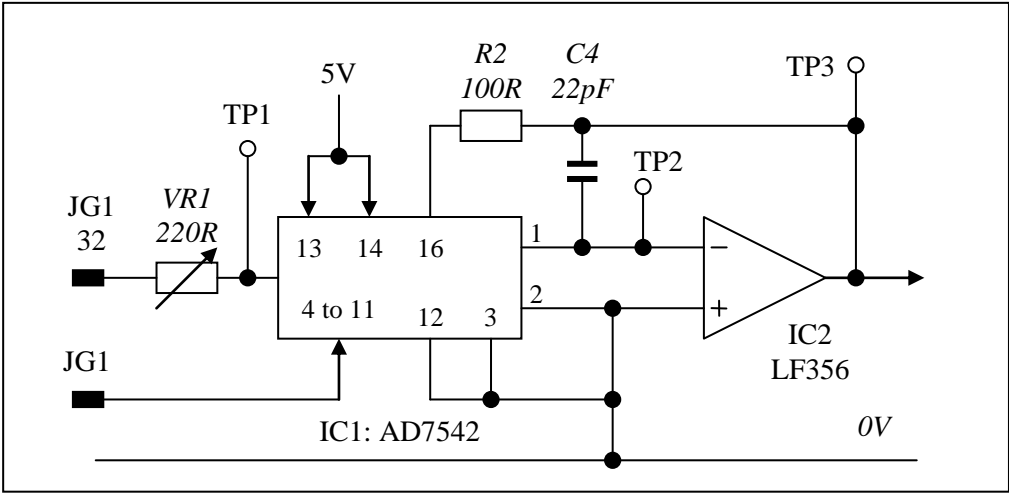 R2
100R
C4
22pF
TP3
5V
TP1
TP2
JG1
32
VR1
220R
13
14
16
1
−
4 to 11
12
3
2
+
IC2
LF356
JG1
IC1: AD7542
0V